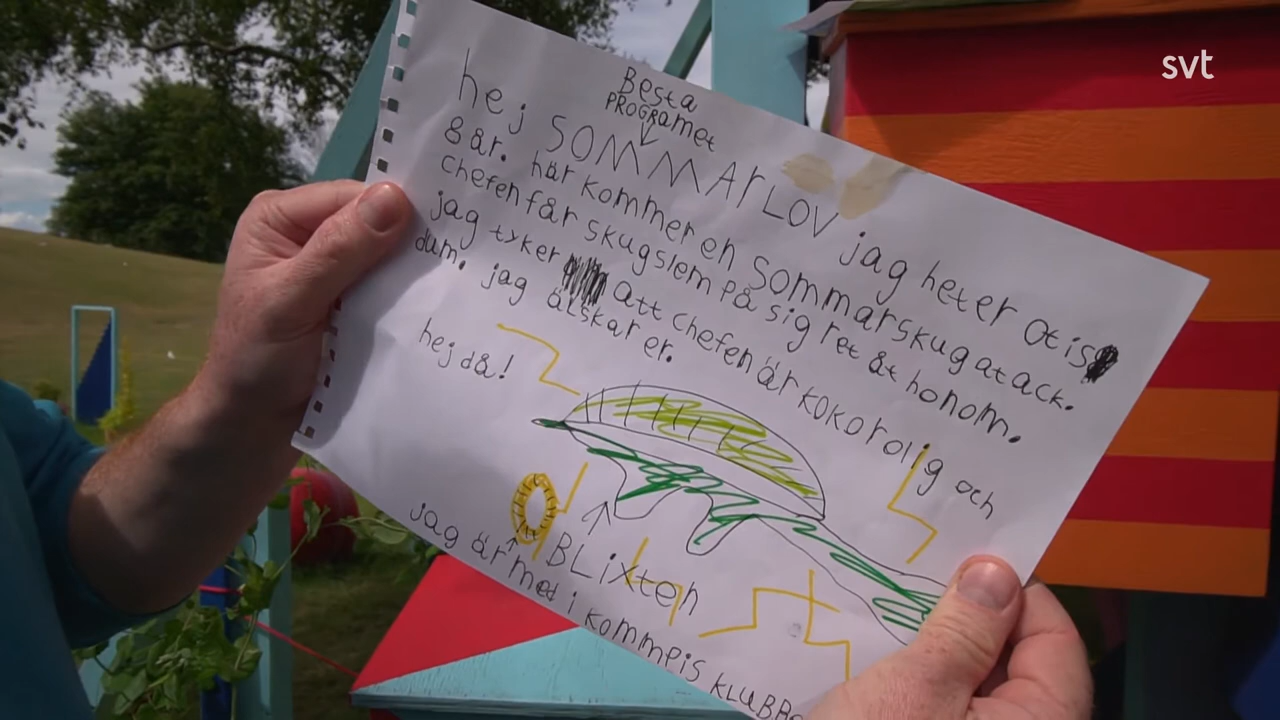 svt
Besta
PROGRAMet
hej SOMMArLOV jag heter Otis
8 år. här kommer en sommarskugatack.
Chefen får skugslem på sig ret åt honom.
jag tyker att chefen är kokorolig och
dum. jag älskar er.
hej då!
BLixten
jag är med i kommpis KLUBB